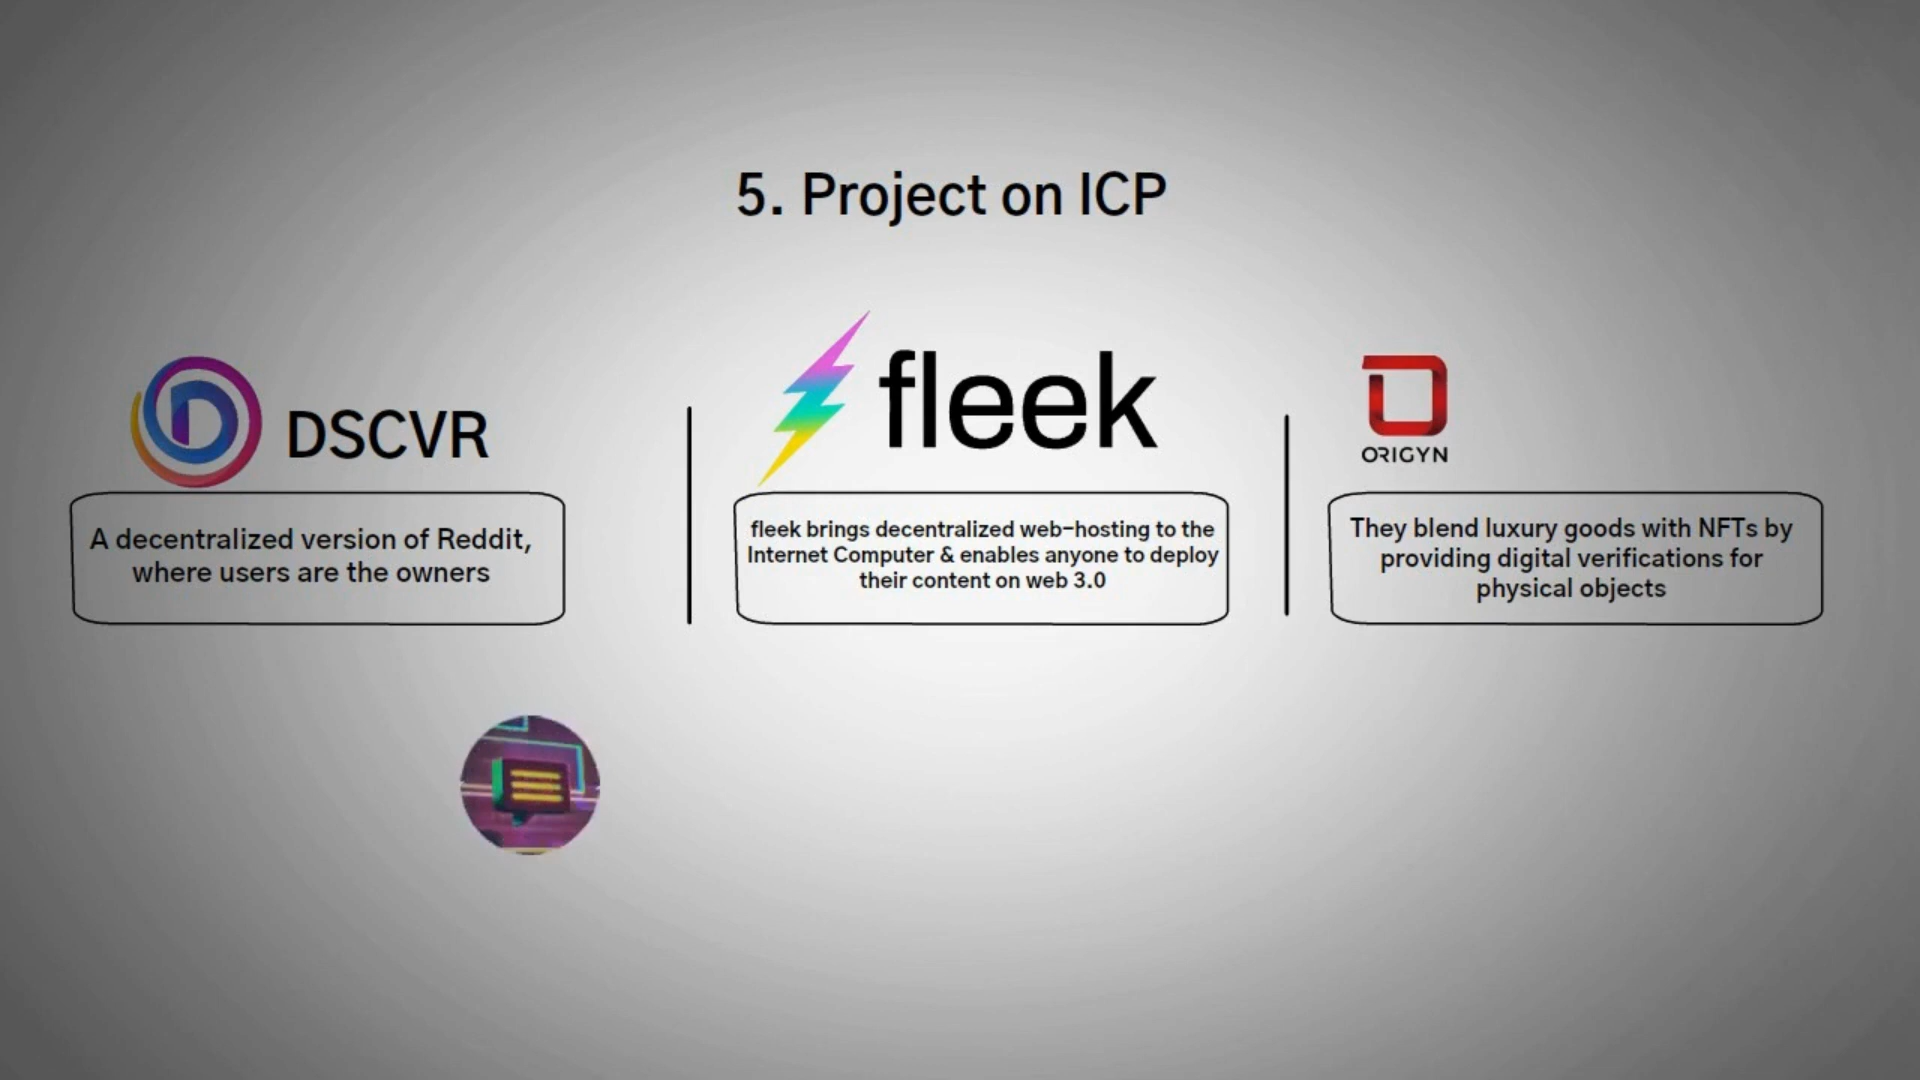 5. Project on ICP
DSCVR
A decentralized version of Reddit,
where users are the owners
fleek
fleek brings decentralized web-hosting to the
Internet Computer & enables anyone to deploy
their content on web 3.0
ORIGYN
They blend luxury goods with NFTs by
providing digital verifications for
physical objects